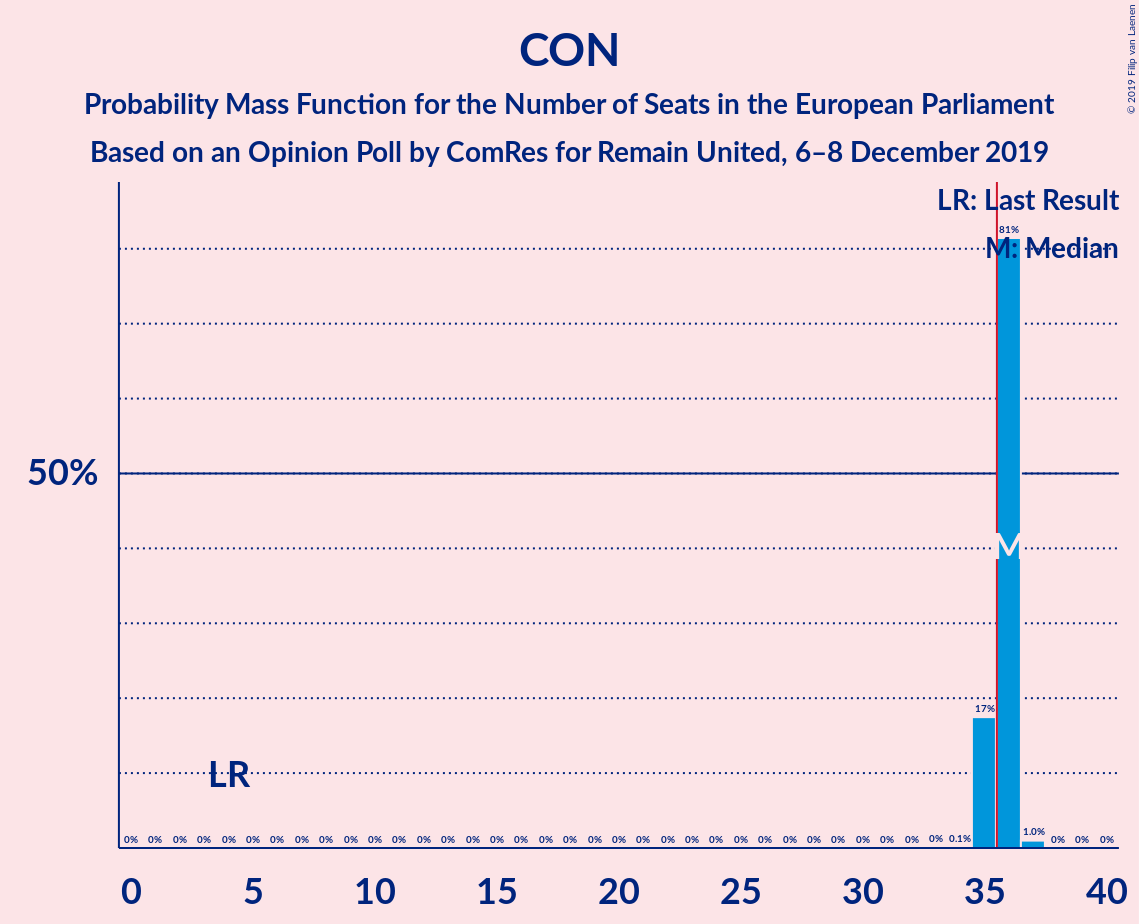 © 2019 Filip van Laenen
CON
Probability Mass Function for the Number of Seats in the European Parliament
Based on an Opinion Poll by ComRes for Remain United, 6–8 December 2019
LR: Last Result
81%
M: Median
50%
M
17%
LR
0% 0% 0% 0% 0% 0% 0% 0% 0% 0% 0% 0% 0% 0% 0% 0% 0% 0% 0% 0% 0% 0% 0% 0% 0% 0% 0% 0% 0% 0% 0% 0% 0% 0% 0.1% 1.0% 0% 0% 0%
0 5 10 15 20 25 30 35 40